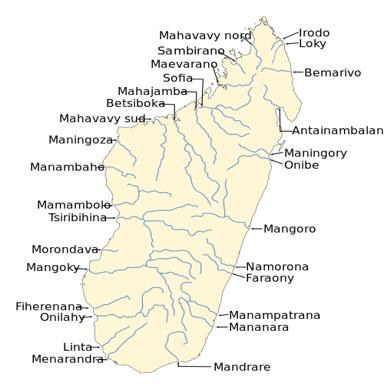 Mahavavy nord
Irodo
Loky
Sambirano
Maevarano
Bemarivo
Sofia
Mahajamba
Betsiboka
Mahavavy sud
Antainambalan
Maningoza
Maningory
Manambaho
Onibe
Mamambolo
Tsiribihina
Mangoro
Morondava
Mangoky
Namorona
Faraony
Fiherenana
Onilahy
Manampatrana
Mananara
Linta
Menarandra
Mandrare